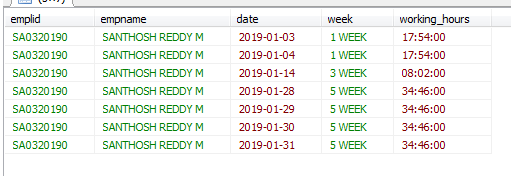 emplid empname date week working_hours
SA0320190 SANTHOSH REDDY M 2019-01-03 1 WEEK 17:54:00
SA0320190 SANTHOSH REDDY M 2019-01-04 1 WEEK 17:54:00
SA0320190 SANTHOSH REDDY M 2019-01-14 3 WEEK 08:02:00
SA0320190 SANTHOSH REDDY M 2019-01-28 5 WEEK 34:46:00
SA0320190 SANTHOSH REDDY M 2019-01-29 5 WEEK 34:46:00
SA0320190 SANTHOSH REDDY M 2019-01-30 5 WEEK 34:46:00
SA0320190 SANTHOSH REDDY M 2019-01-31 5 WEEK 34:46:00